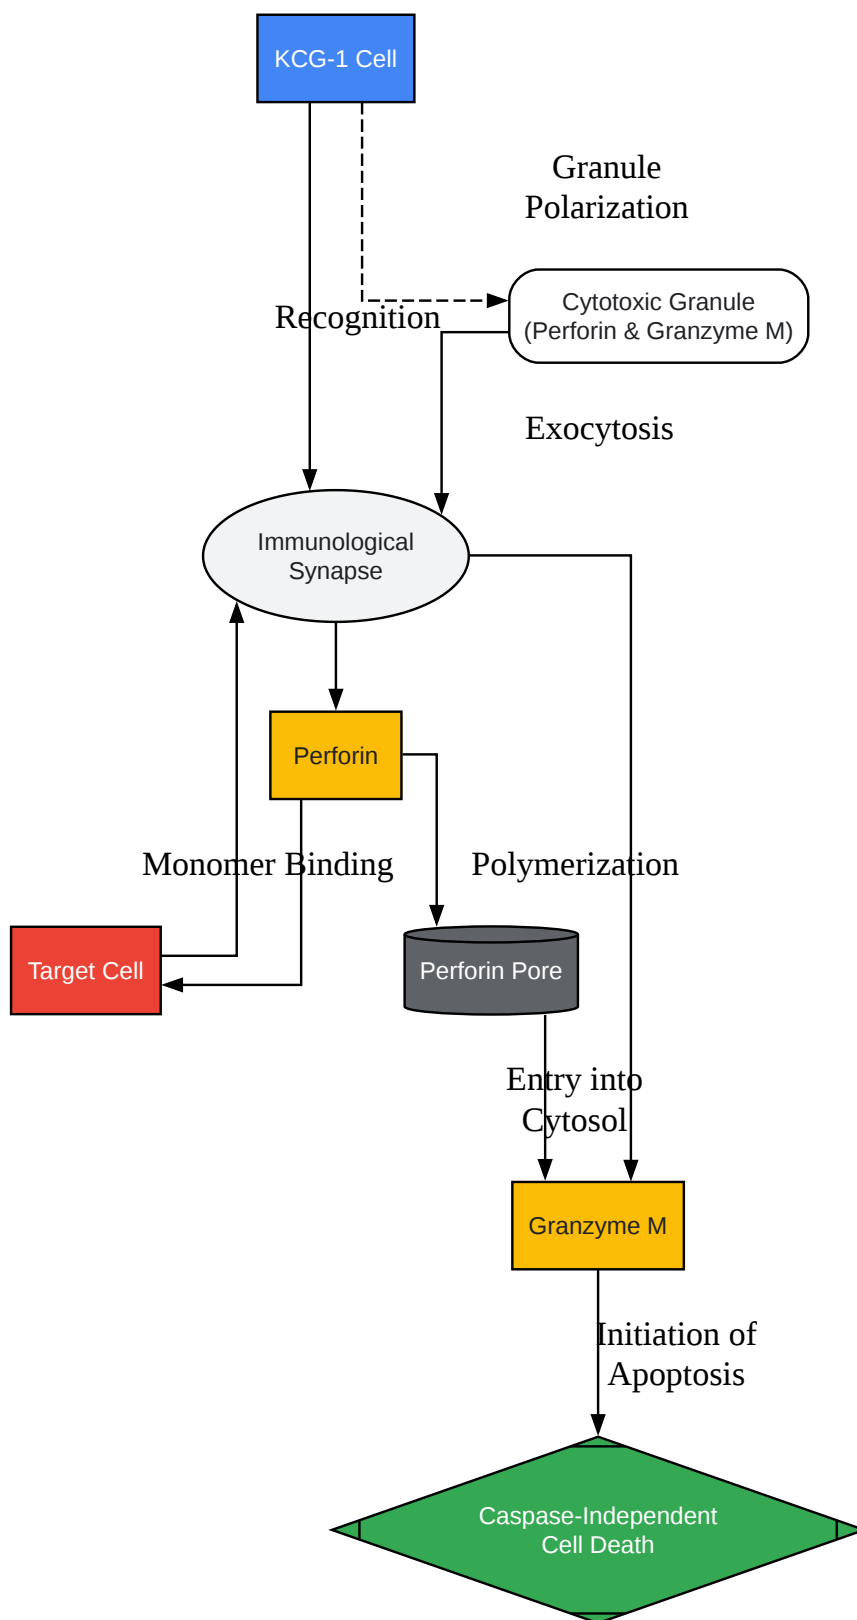 KCG-1 Cell
Granule
Polarization
Cytotoxic Granule
(Perforin & Granzyme M)
Recognition
Exocytosis
Immunological
Synapse
Perforin
Monomer Binding
Polymerization
Target Cell
Perforin Pore
Entry into
Cytosol
Granzyme M
Initiation of
Apoptosis
Caspase-Independent
Cell Death